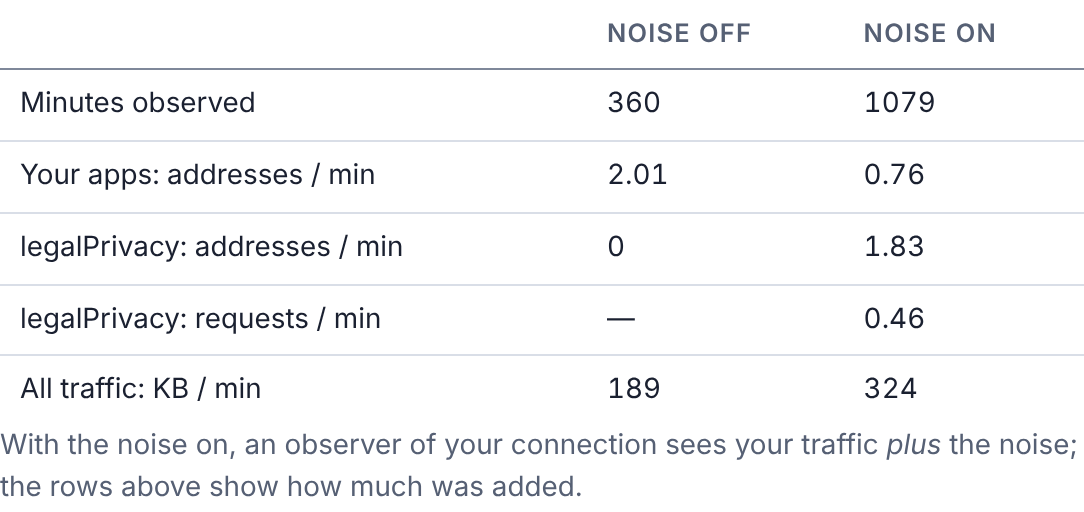 NOISE OFF NOISE ON
Minutes observed 360 1079
Your apps: addresses / min 2.01 0.76
legalPrivacy: addresses / min 0 1.83
legalPrivacy: requests / min — 0.46
All traffic: KB / min 189 324
With the noise on, an observer of your connection sees your traffic plus the noise;
the rows above show how much was added.